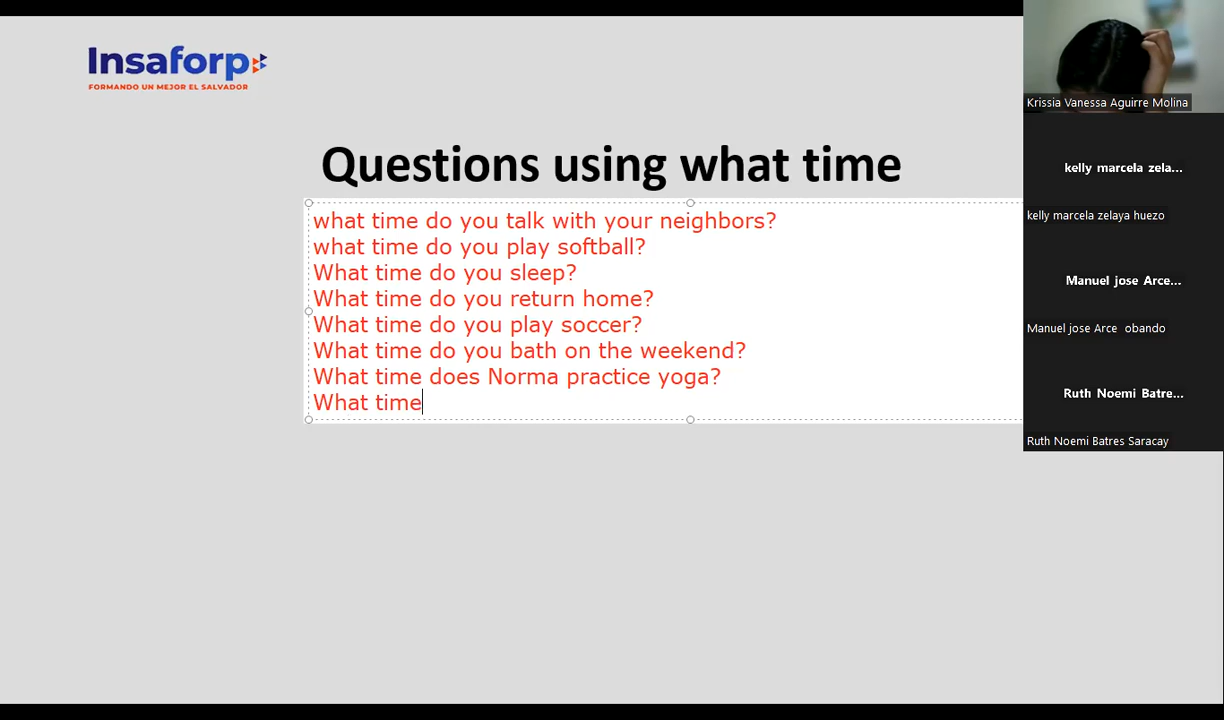 Insaforp
FORMANDO UN MEJOR EL SALVADOR
Questions using what time
what time do you talk with your neighbors?
what time do you play softball?
What time do you sleep?
What time do you return home?
What time do you play soccer?
What time do you bath on the weekend?
What time does Norma practice yoga?
What time
Krissia Vanessa Aguirre Molina
kelly marcela zela...
kelly marcela zelaya huezo
Manuel jose Arce...
Manuel jose Arce obando
Ruth Noemi Batre...
Ruth Noemi Batres Saracay